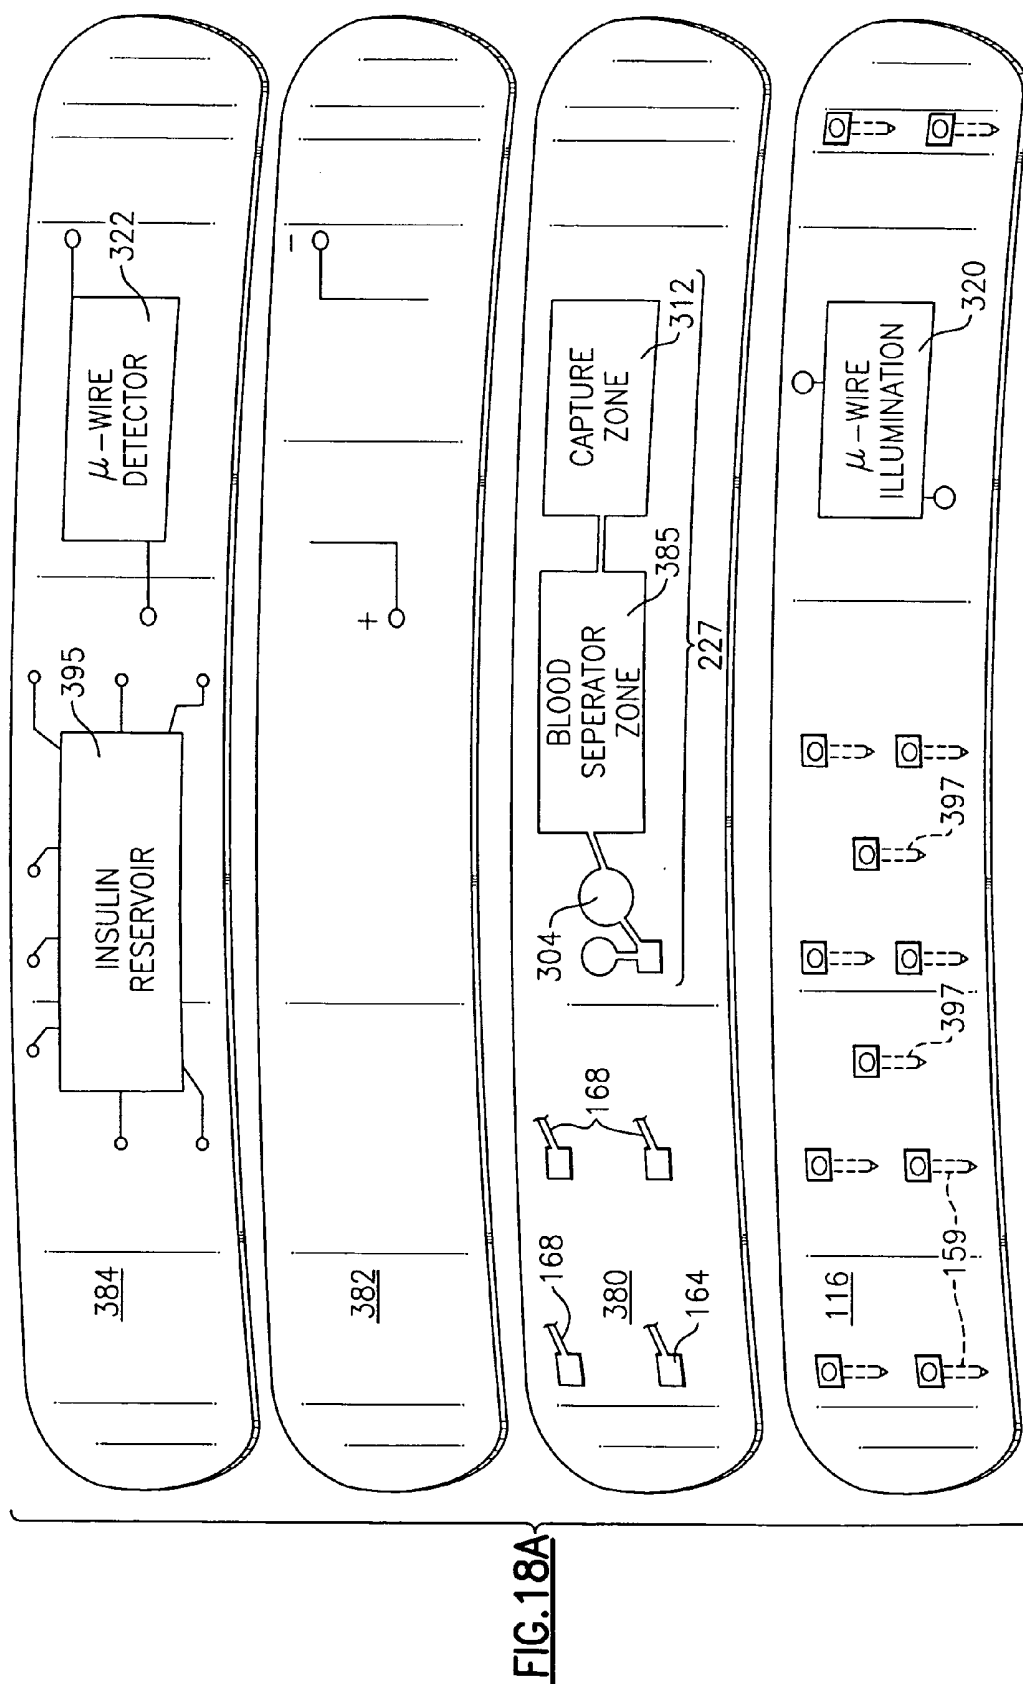 322
μ-WIRE
DETECTOR
395
INSULIN
RESERVOIR
384
-
+
382
312
CAPTURE
ZONE
385
BLOOD
SEPERATOR
ZONE
227
304
168
168
380
164
320
μ-WIRE
ILLUMINATION
397
397
159
116
FIG.18A